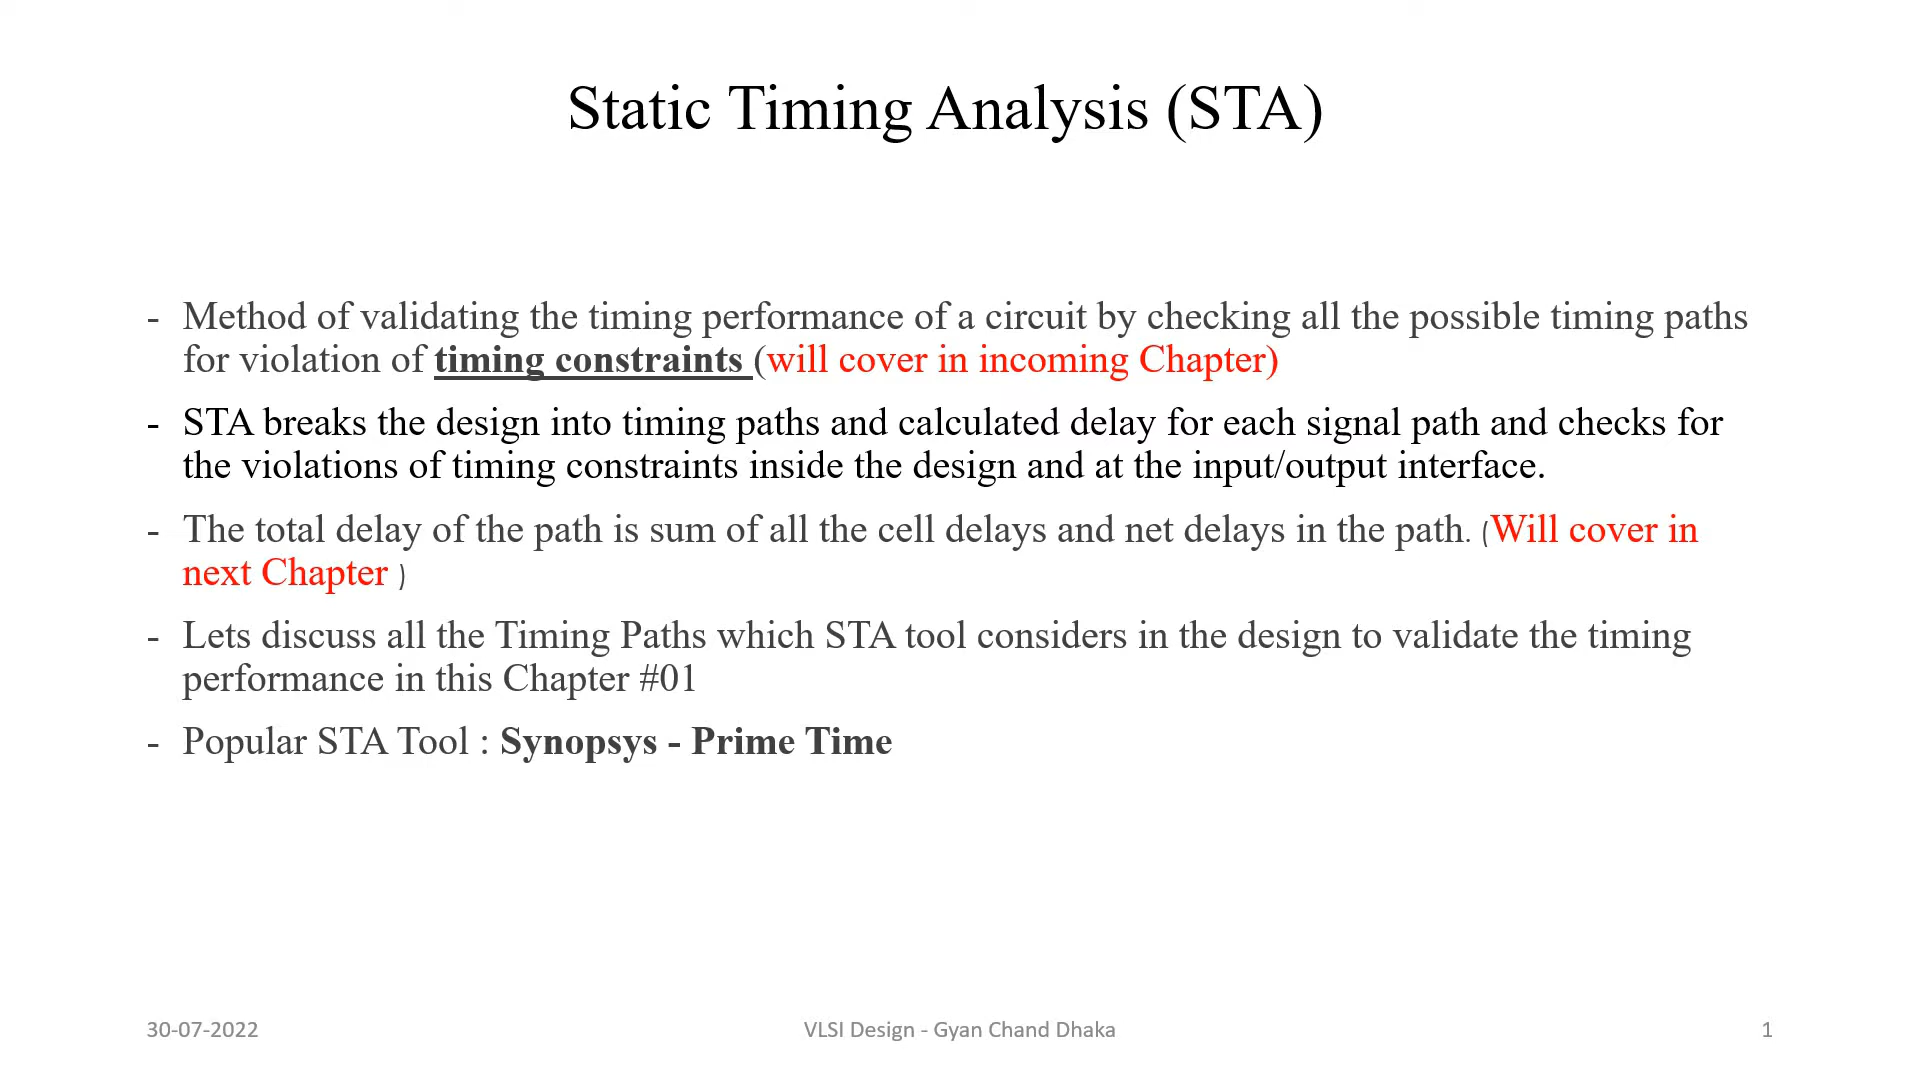 Static Timing Analysis (STA)
- Method of validating the timing performance of a circuit by checking all the possible timing paths
for violation of timing constraints (will cover in incoming Chapter)
- STA breaks the design into timing paths and calculated delay for each signal path and checks for
the violations of timing constraints inside the design and at the input/output interface.
- The total delay of the path is sum of all the cell delays and net delays in the path. (Will cover in
next Chapter )
- Lets discuss all the Timing Paths which STA tool considers in the design to validate the timing
performance in this Chapter #01
- Popular STA Tool : Synopsys - Prime Time
30-07-2022
VLSI Design - Gyan Chand Dhaka
1